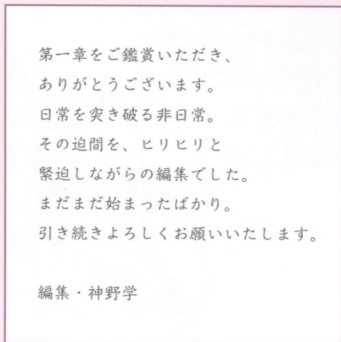 第一章をご鑑賞いただき、
ありがとうございます。
日常を突き破る非日常。
その迫間を、ヒリヒリと
緊迫しながらの編集でした。
まだまだ始まったばかり。
引き続きよろしくお願いいたします。
編集・神野学